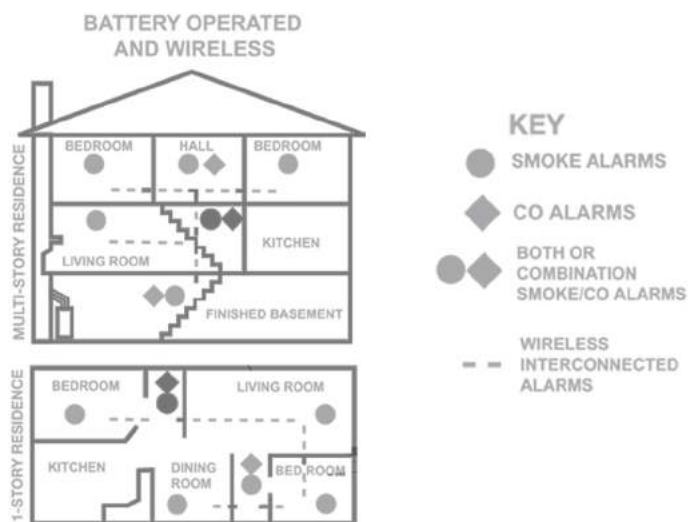 BATTERY OPERATED
AND WIRELESS
MULTI-STORY RESIDENCE
BEDROOM
HALL
BEDROOM
LIVING ROOM
KITCHEN
FINISHED BASEMENT
1-STORY RESIDENCE
BEDROOM
LIVING ROOM
KITCHEN
DINING
ROOM
BED ROOM
KEY
SMOKE ALARMS
CO ALARMS
BOTH OR
COMBINATION
SMOKE/CO ALARMS
WIRELESS
INTERCONNECTED
ALARMS